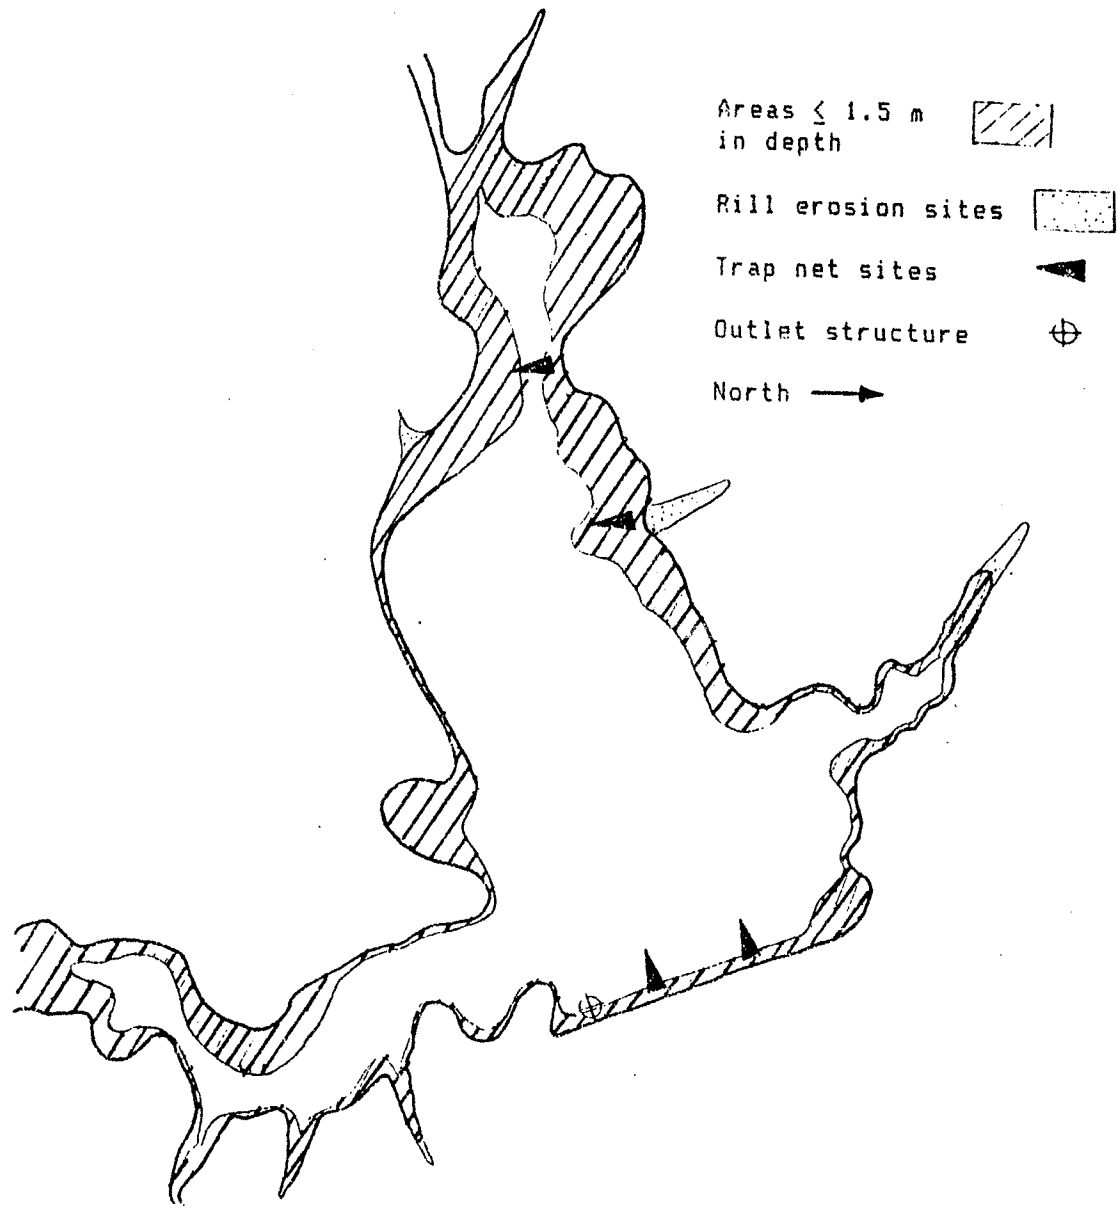 Areas ≤ 1.5 m
in depth
Rill erosion sites
Trap net sites
Outlet structure
North